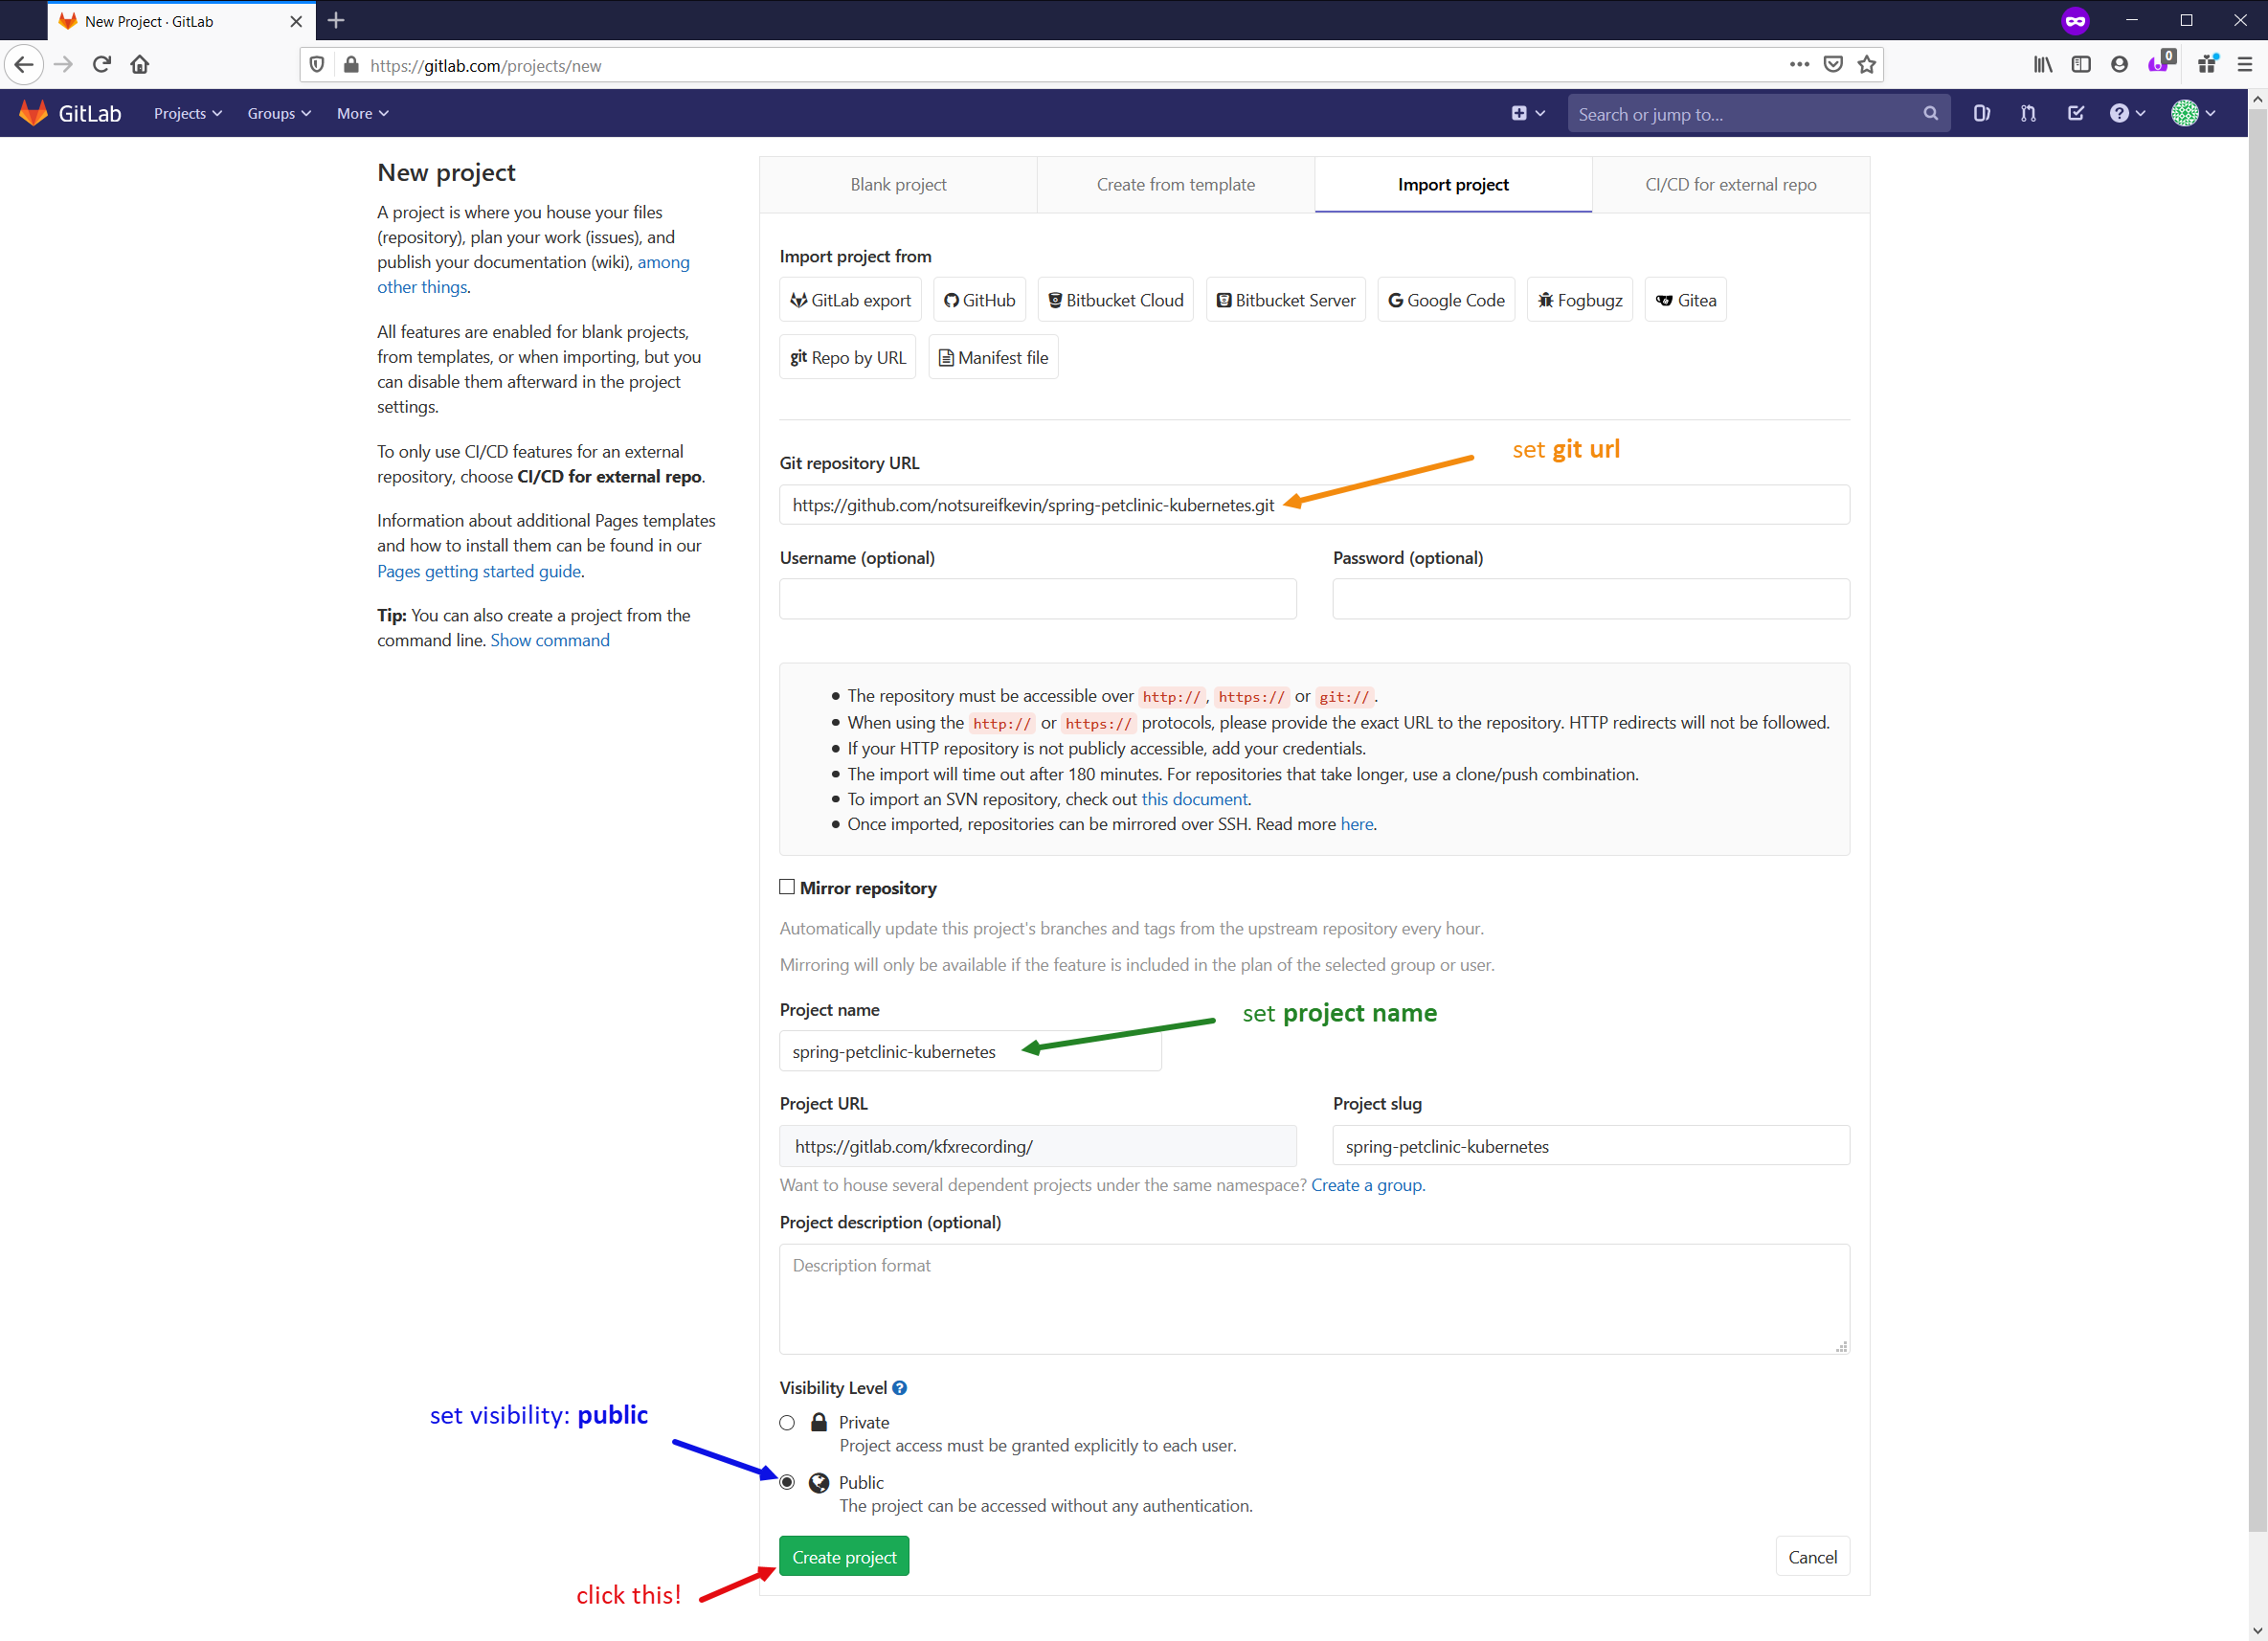 New Project · GitLab
https://gitlab.com/projects/new
0
GitLab
Projects
Groups
More
Search or jump to...
New project
A project is where you house your files
(repository), plan your work (issues), and
publish your documentation (wiki), among
other things.
All features are enabled for blank projects,
from templates, or when importing, but you
can disable them afterward in the project
settings.
To only use CI/CD features for an external
repository, choose CI/CD for external repo.
Information about additional Pages templates
and how to install them can be found in our
Pages getting started guide.
Tip: You can also create a project from the
command line. Show command
Blank project
Create from template
Import project
CI/CD for external repo
Import project from
GitLab export
GitHub
Bitbucket Cloud
Bitbucket Server
Google Code
Fogbugz
Gitea
git Repo by URL
Manifest file
set git url
Git repository URL
https://github.com/notsureifkevin/spring-petclinic-kubernetes.git
Username (optional)
Password (optional)
The repository must be accessible over http://, https:// or git://.
When using the http:// or https:// protocols, please provide the exact URL to the repository. HTTP redirects will not be followed.
If your HTTP repository is not publicly accessible, add your credentials.
The import will time out after 180 minutes. For repositories that take longer, use a clone/push combination.
To import an SVN repository, check out this document.
Once imported, repositories can be mirrored over SSH. Read more here.
Mirror repository
Automatically update this project's branches and tags from the upstream repository every hour.
Mirroring will only be available if the feature is included in the plan of the selected group or user.
Project name
set project name
spring-petclinic-kubernetes
Project URL
Project slug
https://gitlab.com/kfxrecording/
spring-petclinic-kubernetes
Want to house several dependent projects under the same namespace? Create a group.
Project description (optional)
Description format
Visibility Level
set visibility: public
Private
Project access must be granted explicitly to each user.
Public
The project can be accessed without any authentication.
Create project
Cancel
click this!